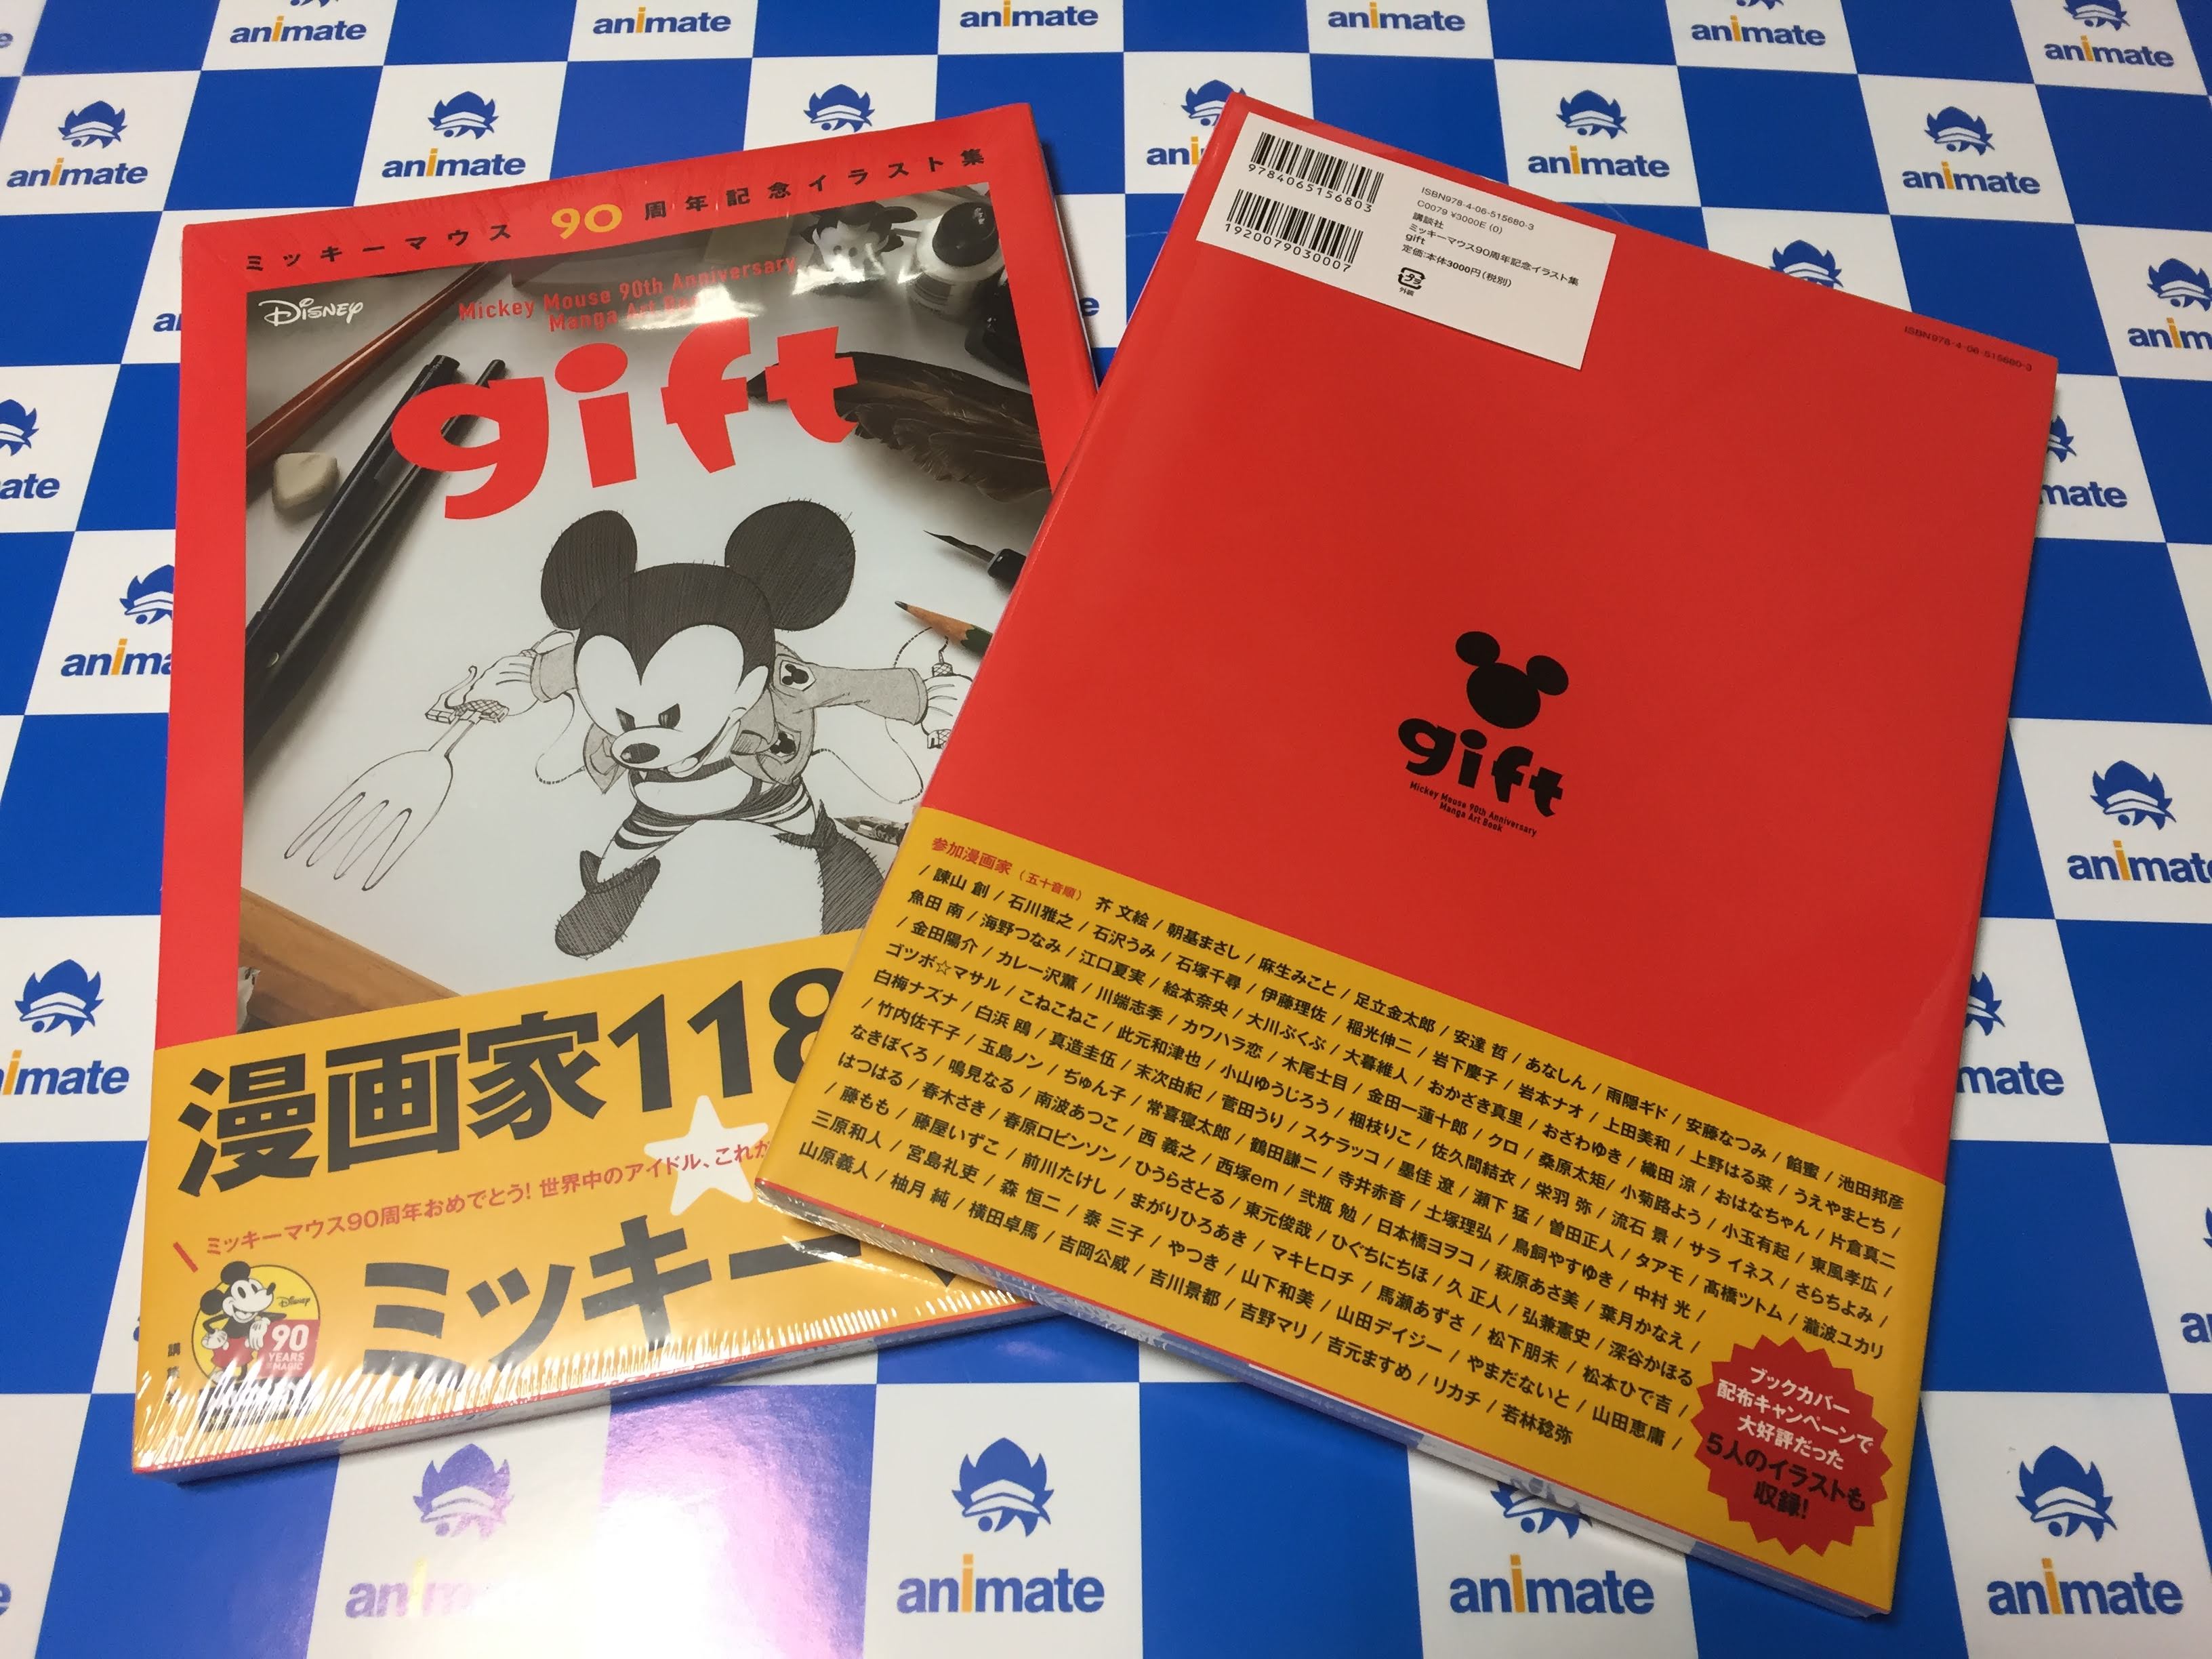 ミッキーマウス 90 周年記念イラスト集
Disney
Mickey Mouse 90th Anniversary
Manga Art
gift
漫画家118
ミッキーマウス90周年おめでとう! 世界中のアイドル、これが
ミッキー
Disney
90
YEARS
OF MAGIC
9784065156803
1920079030007
ISBN978-4-06-515680-3
C0079 ¥3000E (0)
講談社
ミッキーマウス90周年記念イラスト集
gift
定価:本体3000円(税別)
外装
ISBN978-4-06-515680-3
gift
Mickey Mouse 90th Anniversary
Manga Art Book
参加漫画家 (五十音順) 芥 文絵 / 朝基まさし / 麻生みこと / 足立金太郎 / 安達 哲 / あなしん / 雨隠ギド / 安藤なつみ / 餡蜜 / 池田邦彦
/ 諫山 創 / 石川雅之 / 石沢うみ / 石塚千尋 / 伊藤理佐 / 稲光伸二 / 岩下慶子 / 岩本ナオ / 上田美和 / 上野はる菜 / うえやまとち /
魚田 南 / 海野つなみ / 江口夏実 / 絵本奈央 / 大川ぶくぶ / 大暮維人 / おかざき真里 / おざわゆき / 織田 涼 / おはなちゃん / 片倉真二
/ 金田陽介 / カレー沢薫 / 川端志季 / カワハラ恋 / 木尾士目 / 金田一蓮十郎 / クロ / 桑原太矩 / 小菊路よう / 小玉有起 / 東風孝広 /
ゴツボ☆マサル / こねこねこ / 此元和津也 / 小山ゆうじろう / 梱枝りこ / 佐久間結衣 / 栄羽 弥 / 流石 景 / サラ イネス / さらちよみ /
白梅ナズナ / 白浜 鴎 / 真造圭伍 / 末次由紀 / 菅田うり / スケラッコ / 墨佳 遼 / 瀬下 猛 / 曽田正人 / タアモ / 髙橋ツトム / 瀧波ユカリ
/ 竹内佐千子 / 玉島ノン / ぢゅん子 / 常喜寝太郎 / 鶴田謙二 / 寺井赤音 / 土塚理弘 / 鳥飼やすゆき / 中村 光 /
なきぼくろ / 鳴見なる / 南波あつこ / 西 義之 / 西塚em / 弐瓶 勉 / 日本橋ヨヲコ / 萩原あさ美 / 葉月かなえ /
はつはる / 春木さき / 春原ロビンソン / ひうらさとる / 東元俊哉 / ひぐちにちほ / 久 正人 / 弘兼憲史 / 深谷かほる
/ 藤もも / 藤屋いずこ / 前川たけし / まがりひろあき / マキヒロチ / 馬瀬あずさ / 松下朋未 / 松本ひで吉 /
三原和人 / 宮島礼吏 / 森 恒二 / 泰 三子 / やつき / 山下和美 / 山田デイジー / やまだないと / 山田恵庸 /
山原義人 / 柚月 純 / 横田卓馬 / 吉岡公威 / 吉川景都 / 吉野マリ / 吉元ますめ / リカチ / 若林稔弥
ブックカバー
配布キャンペーンで
大好評だった
5人のイラストも
収録!
animate
animate
animate
animate
animate
animate
animate
animate
animate
animate
animate
animate
animate
animate